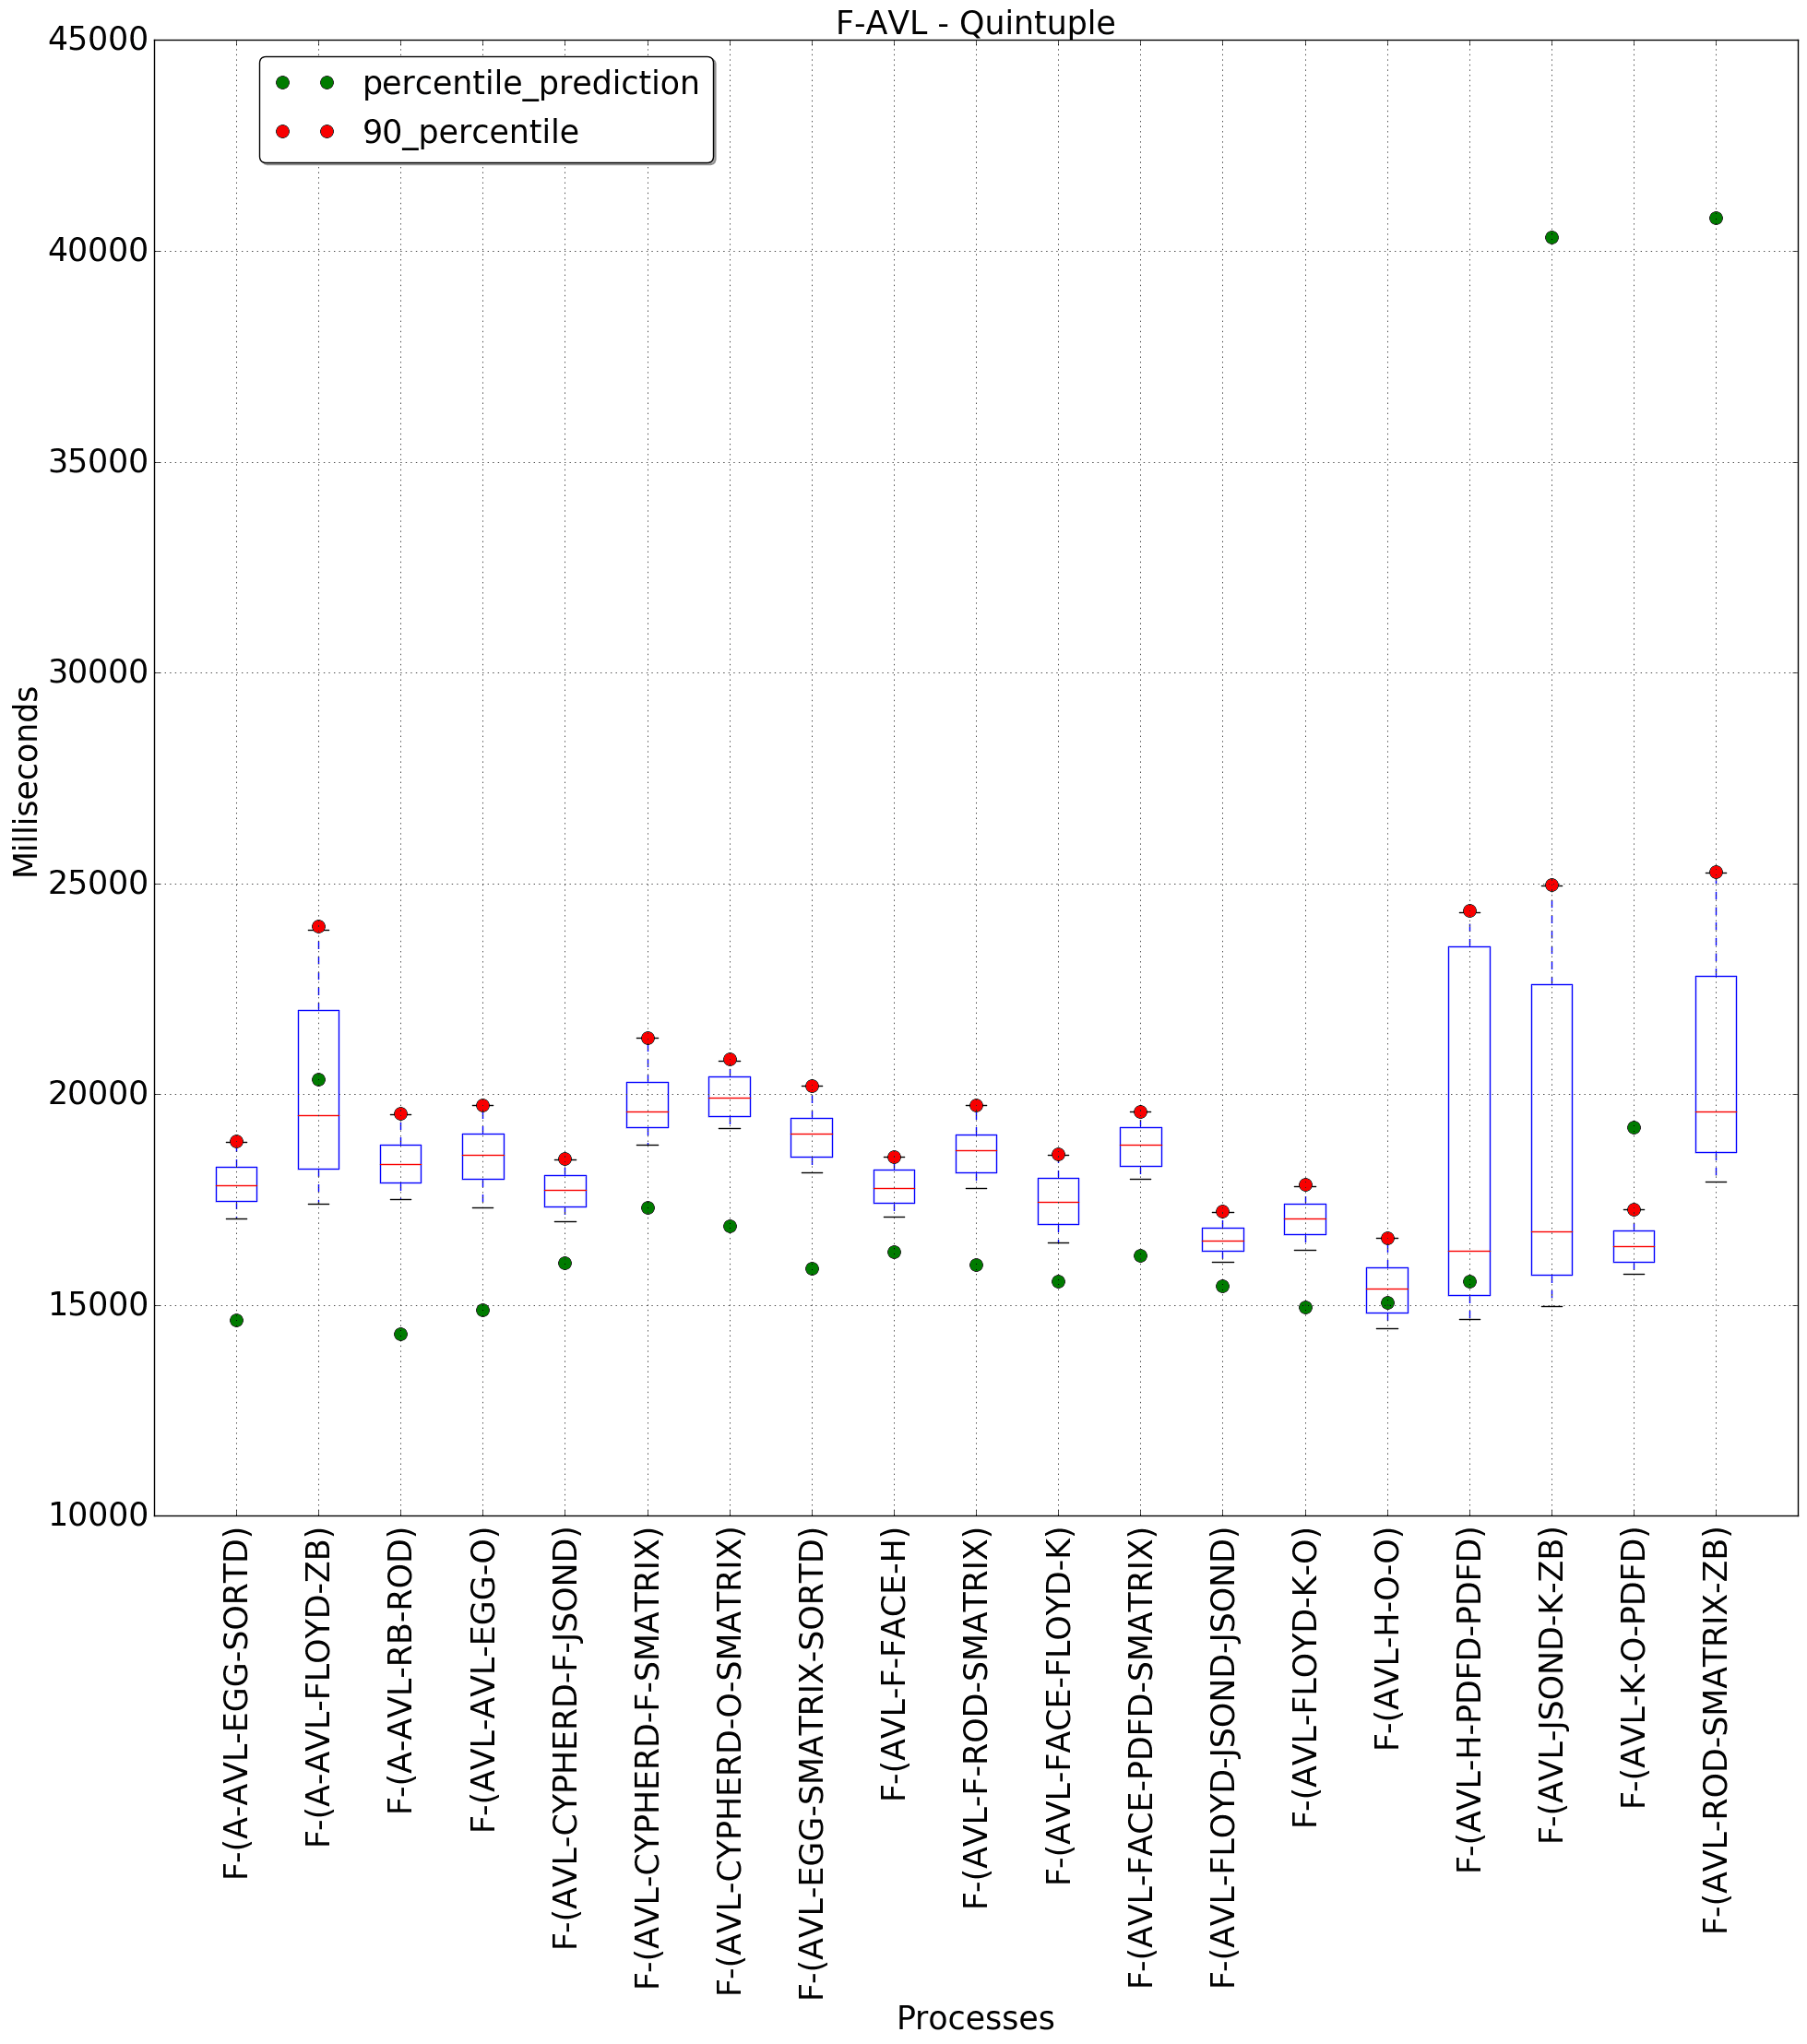 F-AVL - Quintuple
percentile_prediction
90_percentile
45000
40000
35000
30000
25000
20000
15000
10000
Milliseconds
F-(A-AVL-EGG-SORTD)
F-(A-AVL-FLOYD-ZB)
F-(A-AVL-RB-ROD)
F-(AVL-AVL-EGG-O)
F-(AVL-CYPHERD-F-JSOND)
F-(AVL-CYPHERD-F-SMATRIX)
F-(AVL-CYPHERD-O-SMATRIX)
F-(AVL-EGG-SMATRIX-SORTD)
F-(AVL-F-FACE-H)
F-(AVL-F-ROD-SMATRIX)
F-(AVL-FACE-FLOYD-K)
F-(AVL-FACE-PDFD-SMATRIX)
F-(AVL-FLOYD-JSOND-JSOND)
F-(AVL-FLOYD-K-O)
F-(AVL-H-O-O)
F-(AVL-H-PDFD-PDFD)
F-(AVL-JSOND-K-ZB)
F-(AVL-K-O-PDFD)
F-(AVL-ROD-SMATRIX-ZB)
Processes